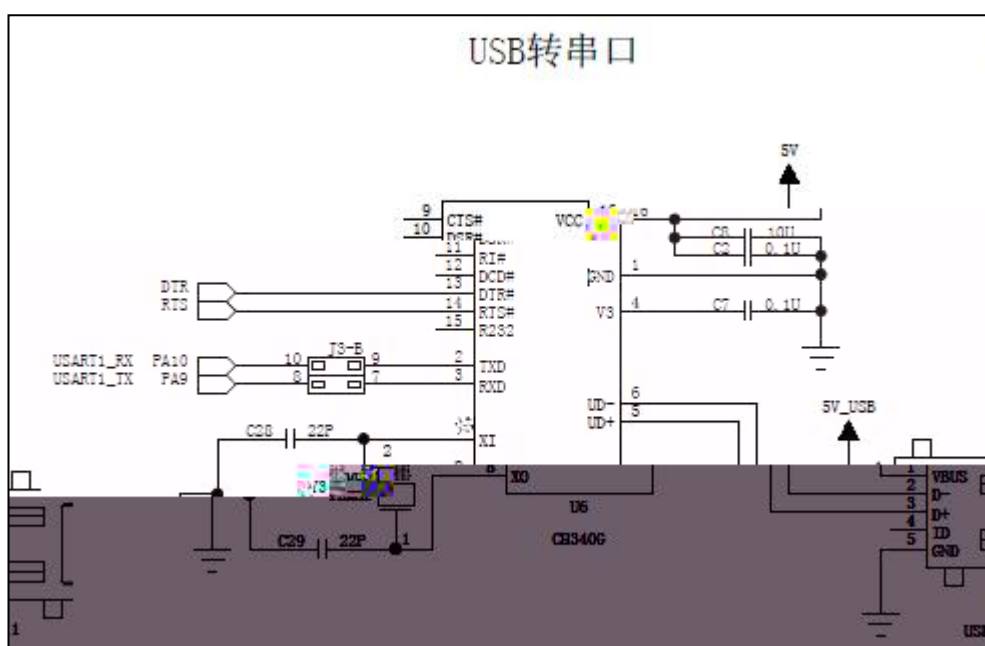 USB转串口
5V
9 CTS# VCC
10 DSR#
C8 10U
11 RI# C2 0.1U
12 DCD# GND 1
DTR 13 DTR#
RTS 14 RTS# V3 4 C7 0.1U
15 R232
J3-B
USART1_RX PA10 10 9 2 TXD
USART1_TX PA9 8 7 3 RXD
UD- 6
UD+ 5 5V_USB
C28 22P XI
2
XO 1 VBUS
2 D-
U6 3 D+
CH340G 4 ID
C29 22P 1 5 GND
1